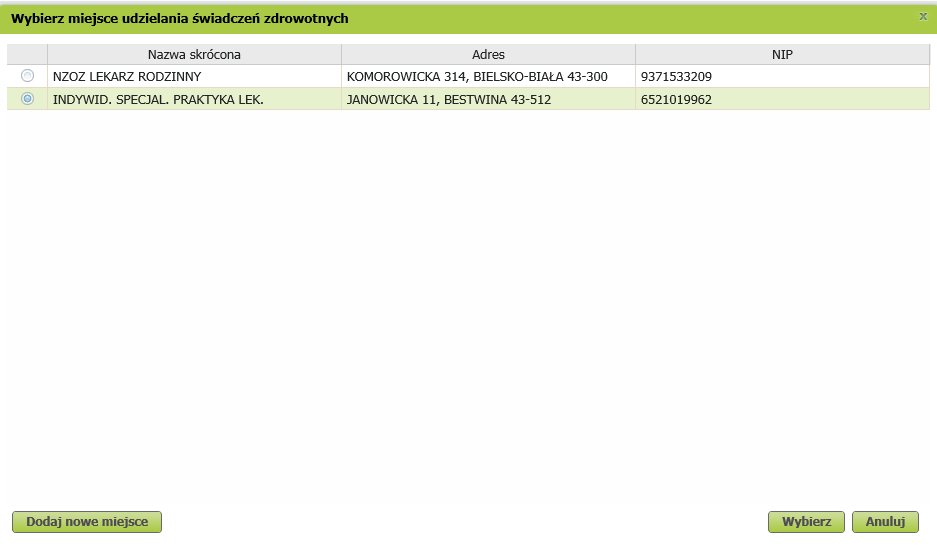 Wybierz miejsce udzielania świadczeń zdrowotnych x
Nazwa skrócona Adres NIP
NZOZ LEKARZ RODZINNY KOMOROWICKA 314, BIELSKO-BIAŁA 43-300 9371533209
INDYWID. SPECJAL. PRAKTYKA LEK. JANOWICKA 11, BESTWINA 43-512 6521019962
Dodaj nowe miejsce Wybierz Anuluj